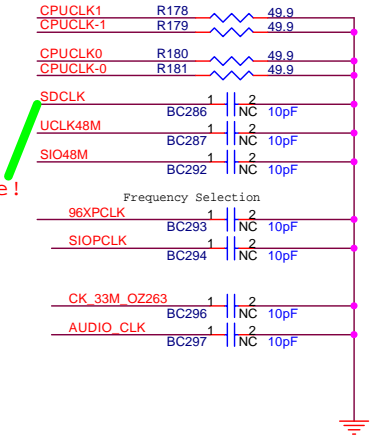 CPUCLK1 R178 49.9
CPUCLK-1 R179 49.9
CPUCLK0 R180 49.9
CPUCLK-0 R181 49.9
SDCLK 1 2
BC286 NC 10pF
UCLK48M 1 2
BC287 NC 10pF
SIO48M 1 2
BC292 NC 10pF
e!
Frequency Selection
96XPCLK 1 2
BC293 NC 10pF
SIOPCLK 1 2
BC294 NC 10pF
CK_33M_OZ263 1 2
BC296 NC 10pF
AUDIO_CLK 1 2
BC297 NC 10pF